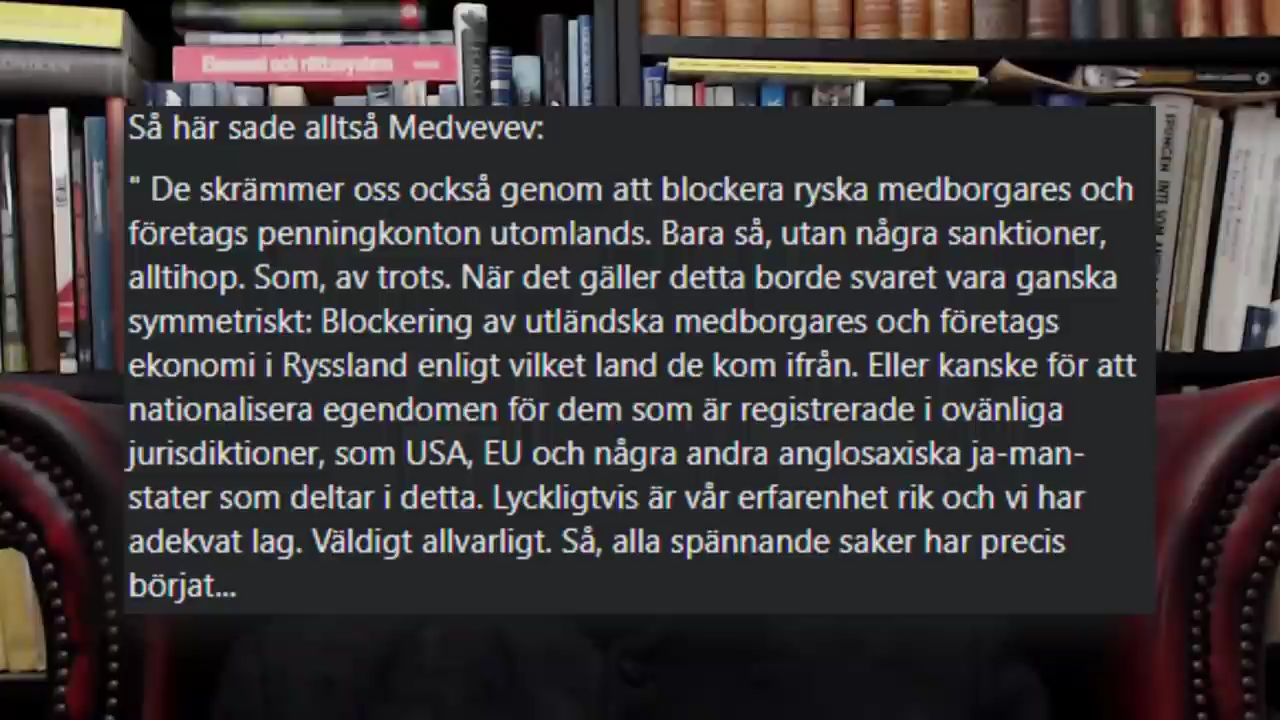 Ekonomi och rättssystem
Så här sade alltså Medvevev:
" De skrämmer oss också genom att blockera ryska medborgares och
företags penningkonton utomlands. Bara så, utan några sanktioner,
alltihop. Som, av trots. När det gäller detta borde svaret vara ganska
symmetriskt: Blockering av utländska medborgares och företags
ekonomi i Ryssland enligt vilket land de kom ifrån. Eller kanske för att
nationalisera egendomen för dem som är registrerade i ovänliga
jurisdiktioner, som USA, EU och några andra anglosaxiska ja-man-
stater som deltar i detta. Lyckligtvis är vår erfarenhet rik och vi har
adekvat lag. Väldigt allvarligt. Så, alla spännande saker har precis
börjat...